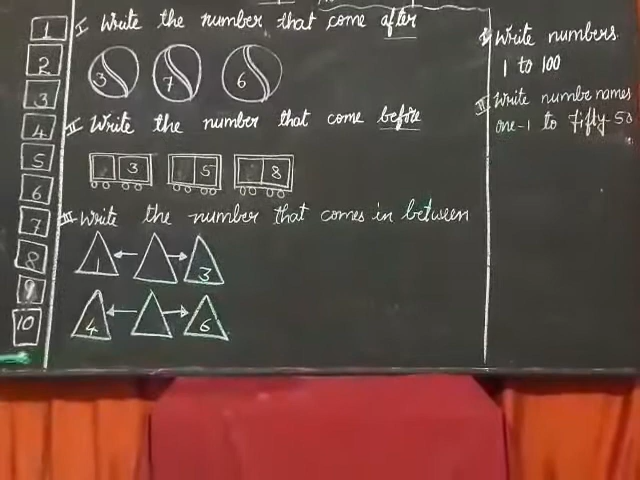 1
2
3
4
5
6
7
8
9
10
I Write the number that come after
3 7 6
II Write the number that come before
3 5 8
III Write the number that comes in between
1 3
4 6
I Write numbers
1 to 100
II Write numbe names
one-1 to Fifty-50